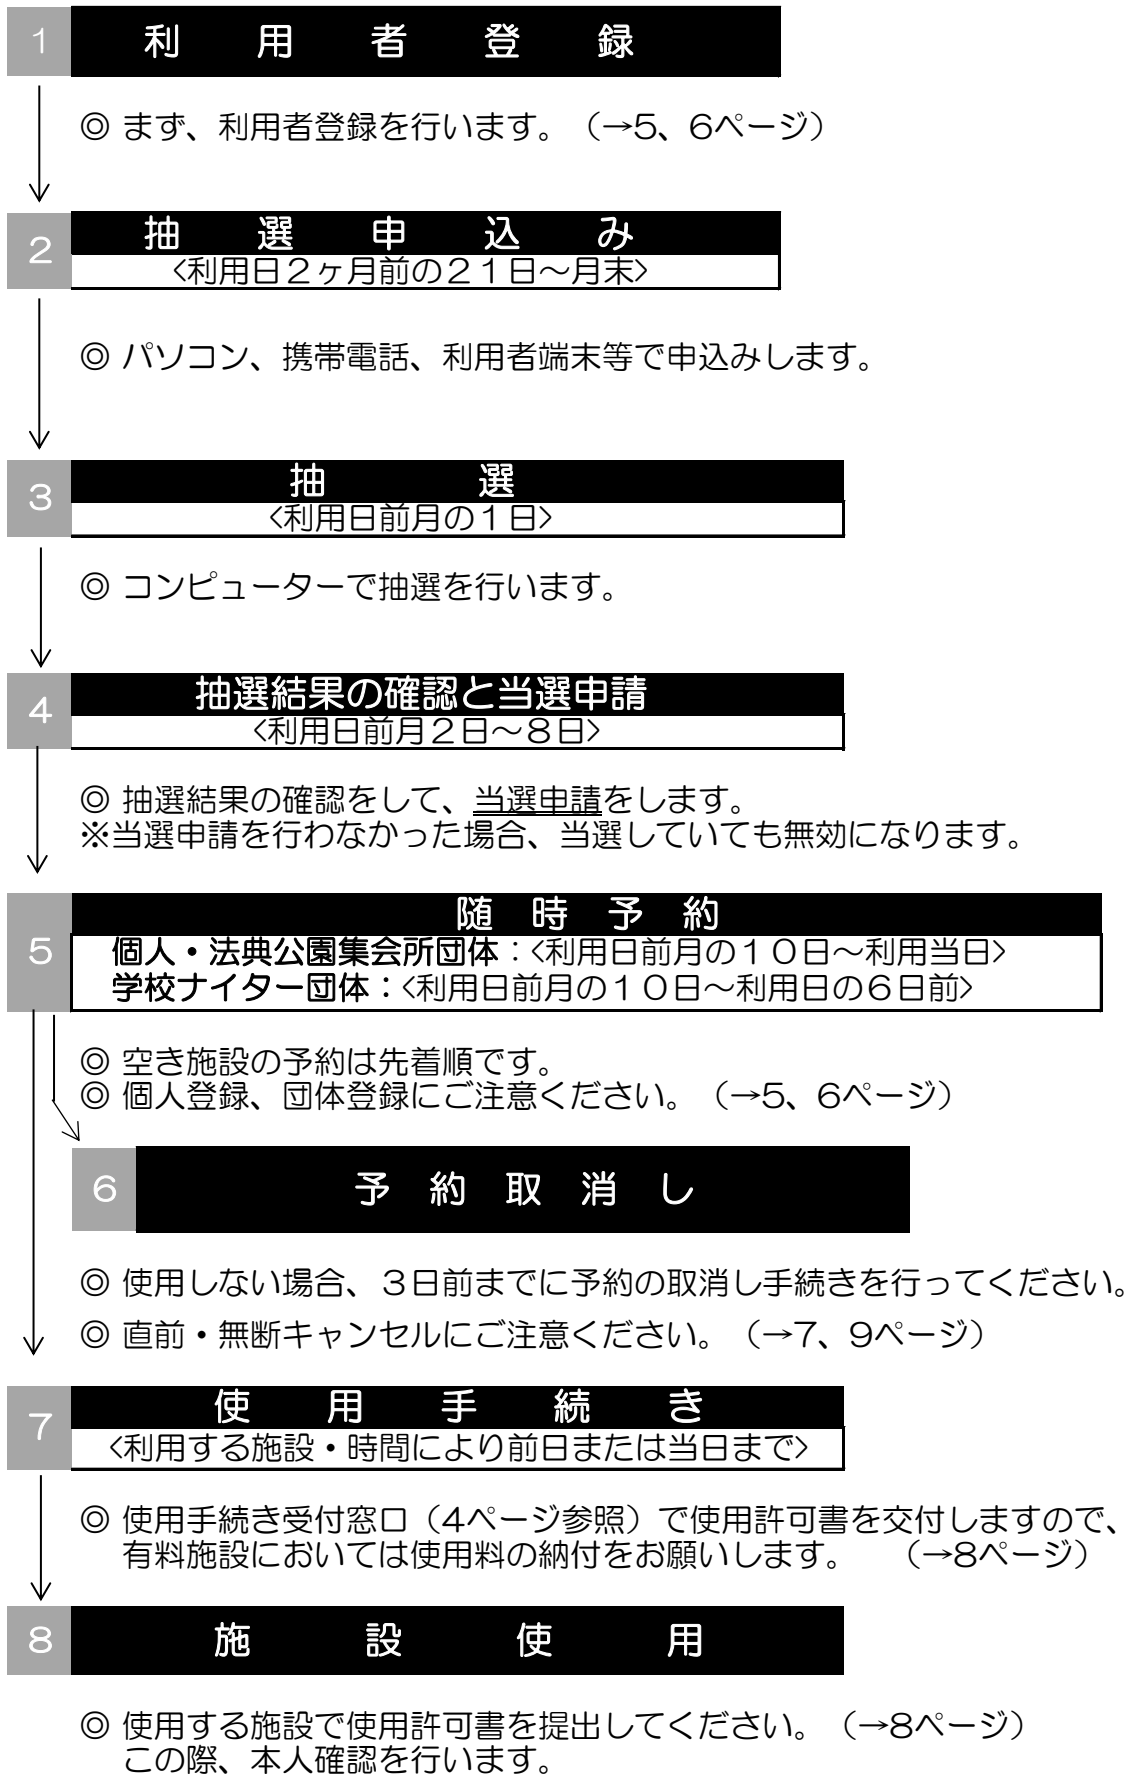 1 利用者登録
◎ まず、利用者登録を行います。（→5、6ページ）
2 抽選申込み
<利用日２ヶ月前の２１日～月末>
◎ パソコン、携帯電話、利用者端末等で申込みします。
3 抽選
<利用日前月の１日>
◎ コンピューターで抽選を行います。
4 抽選結果の確認と当選申請
<利用日前月２日～８日>
◎ 抽選結果の確認をして、当選申請をします。
※当選申請を行わなかった場合、当選していても無効になります。
5 随時予約
個人・法典公園集会所団体：<利用日前月の１０日～利用当日>
学校ナイター団体：<利用日前月の１０日～利用日の６日前>
◎ 空き施設の予約は先着順です。
◎ 個人登録、団体登録にご注意ください。（→5、6ページ）
6 予約取消し
◎ 使用しない場合、３日前までに予約の取消し手続きを行ってください。
◎ 直前・無断キャンセルにご注意ください。（→7、9ページ）
7 使用手続き
<利用する施設・時間により前日または当日まで>
◎ 使用手続き受付窓口（4ページ参照）で使用許可書を交付しますので、
有料施設においては使用料の納付をお願いします。　（→8ページ）
8 施設使用
◎ 使用する施設で使用許可書を提出してください。（→8ページ）
この際、本人確認を行います。